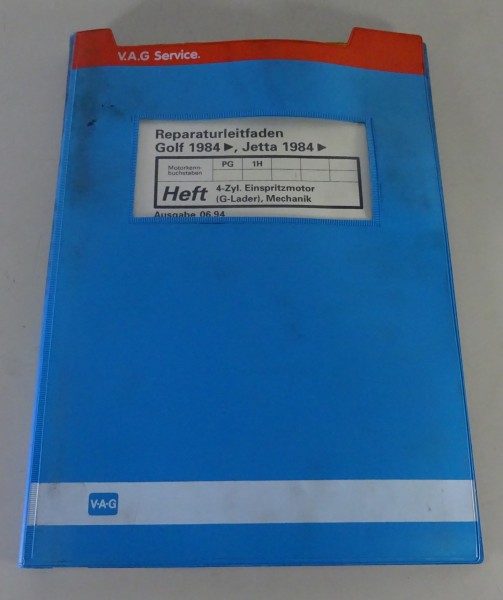 V.A.G Service.
Reparaturleitfaden
Golf 1984 ►, Jetta 1984 ►
Motorkenn-
buchstaben
PG 1H
Heft
4-Zyl. Einspritzmotor
(G-Lader), Mechanik
Ausgabe 06.94
V·A·G